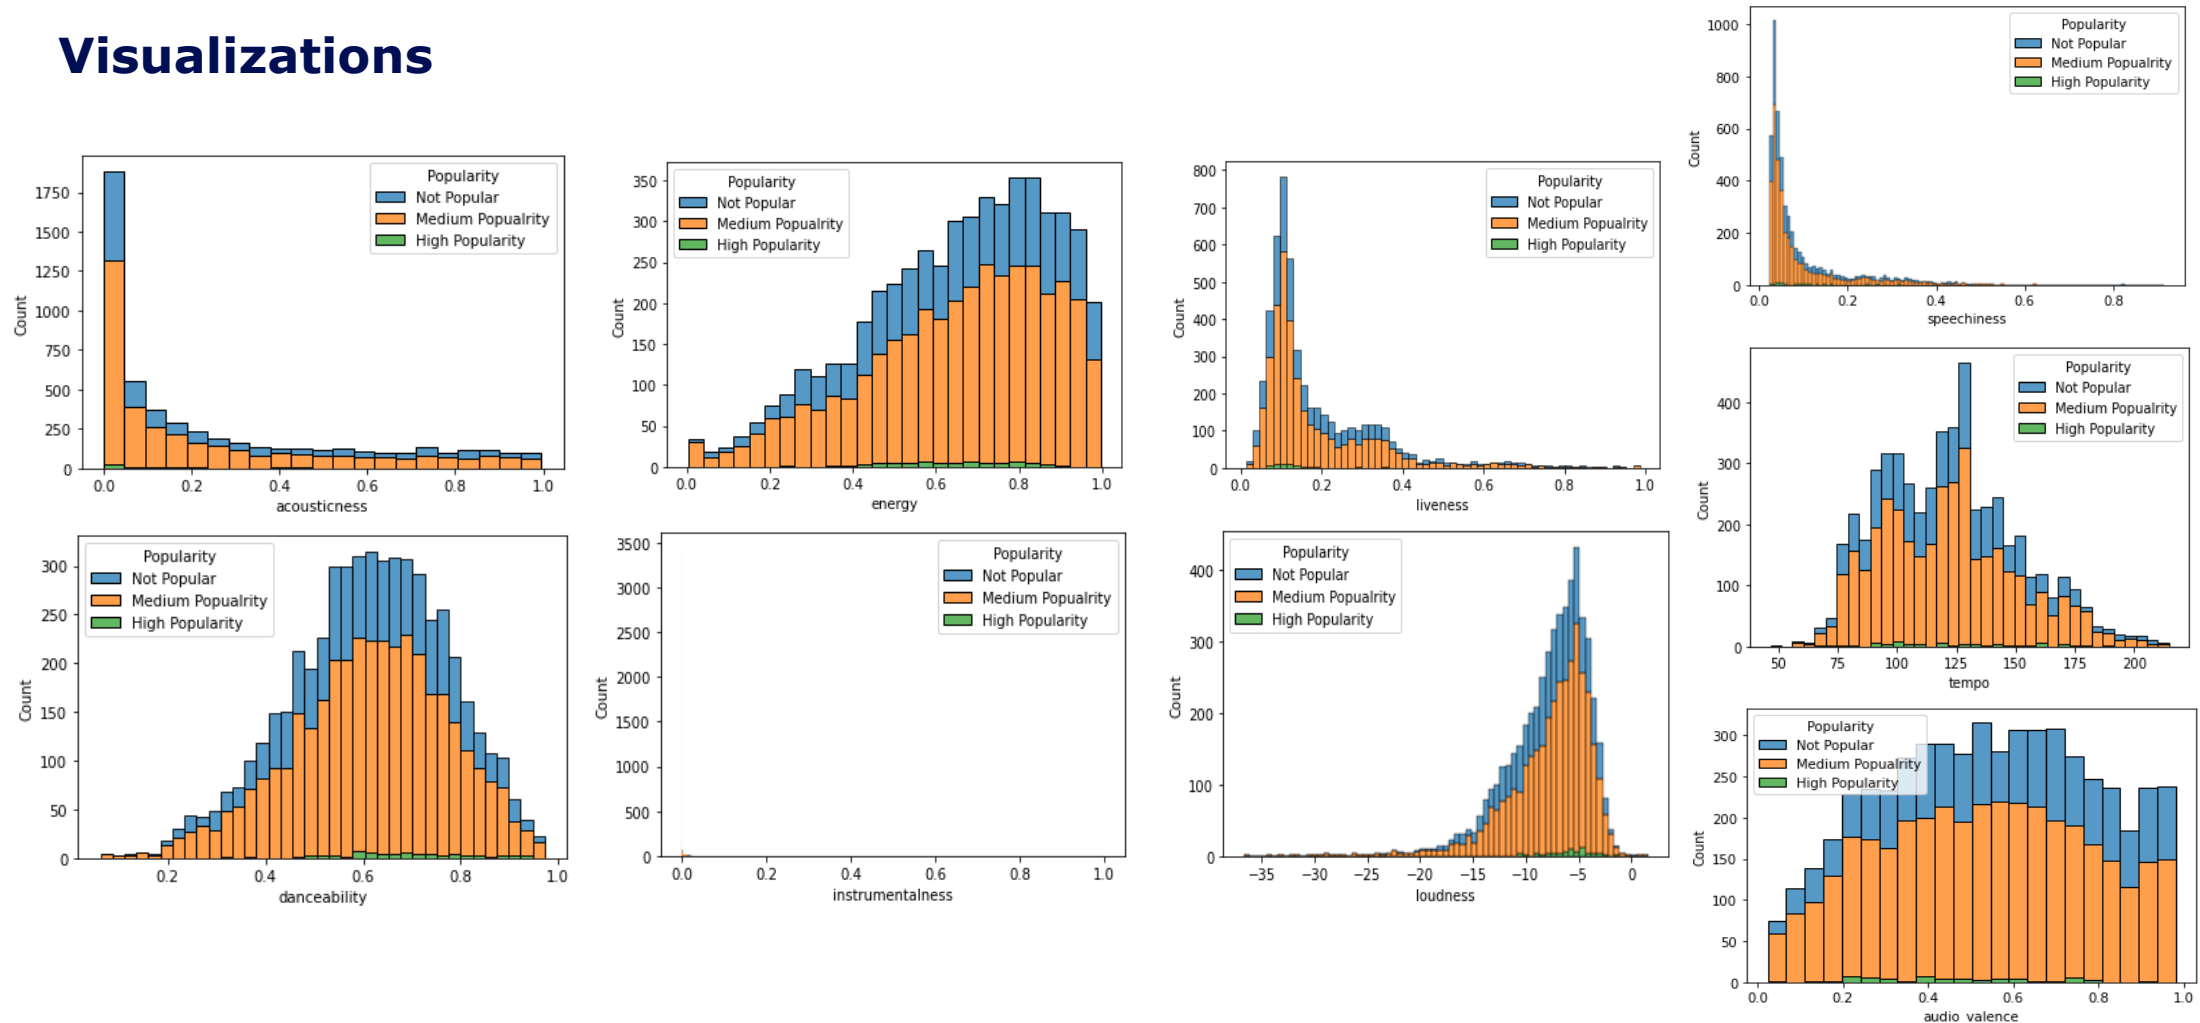 Visualizations
Count
1750
1500
1250
1000
750
500
250
0
Popularity
Not Popular
Medium Popualrity
High Popularity
0.0 0.2 0.4 0.6 0.8 1.0
acousticness
Count
350
300
250
200
150
100
50
0
Popularity
Not Popular
Medium Popualrity
High Popularity
0.0 0.2 0.4 0.6 0.8 1.0
energy
Count
800
700
600
500
400
300
200
100
0
Popularity
Not Popular
Medium Popualrity
High Popularity
0.0 0.2 0.4 0.6 0.8 1.0
liveness
Count
1000
800
600
400
200
0
Popularity
Not Popular
Medium Popualrity
High Popularity
0.0 0.2 0.4 0.6 0.8
speechiness
Count
300
250
200
150
100
50
0
Popularity
Not Popular
Medium Popualrity
High Popularity
0.2 0.4 0.6 0.8 1.0
danceability
Count
3500
3000
2500
2000
1500
1000
500
0
Popularity
Not Popular
Medium Popualrity
High Popularity
0.0 0.2 0.4 0.6 0.8 1.0
instrumentalness
Count
400
300
200
100
0
Popularity
Not Popular
Medium Popualrity
High Popularity
−35 −30 −25 −20 −15 −10 −5 0
loudness
Count
400
300
200
100
0
Popularity
Not Popular
Medium Popualrity
High Popularity
50 75 100 125 150 175 200
tempo
Count
300
250
200
150
100
50
0
Popularity
Not Popular
Medium Popualrity
High Popularity
0.0 0.2 0.4 0.6 0.8 1.0
audio_valence